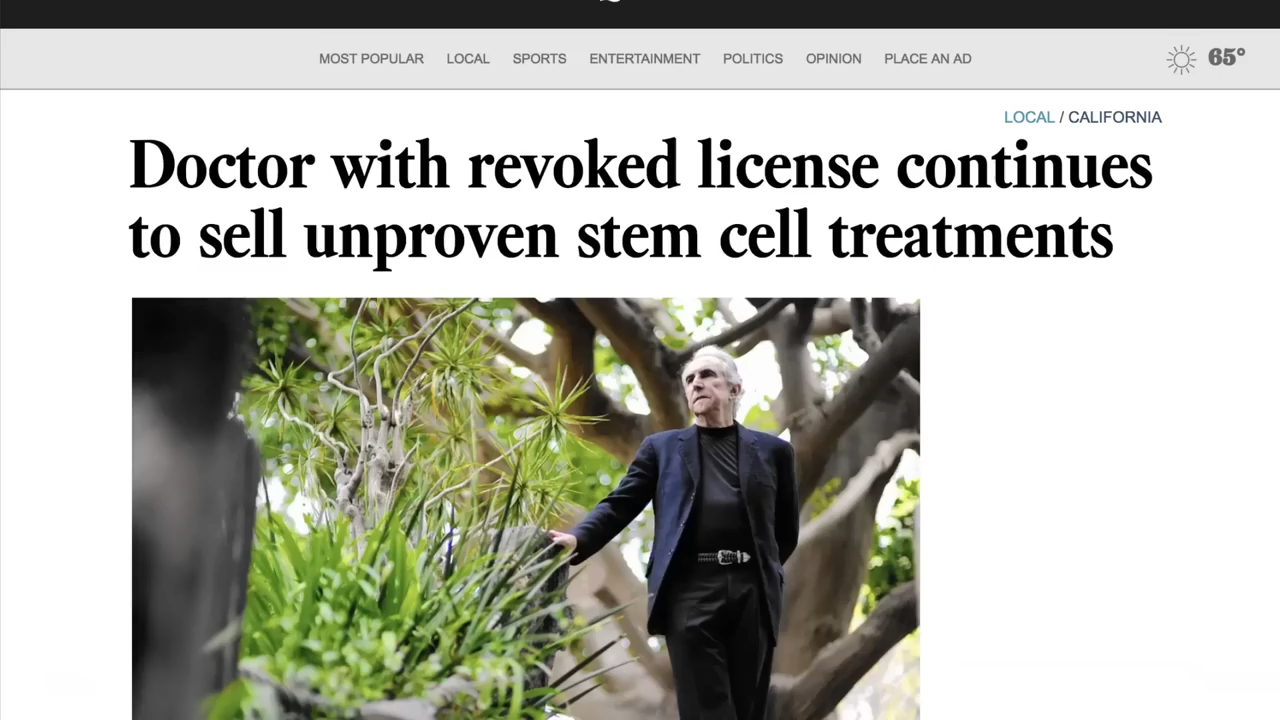 MOST POPULAR LOCAL SPORTS ENTERTAINMENT POLITICS OPINION PLACE AN AD 65°
LOCAL / CALIFORNIA
Doctor with revoked license continues
to sell unproven stem cell treatments